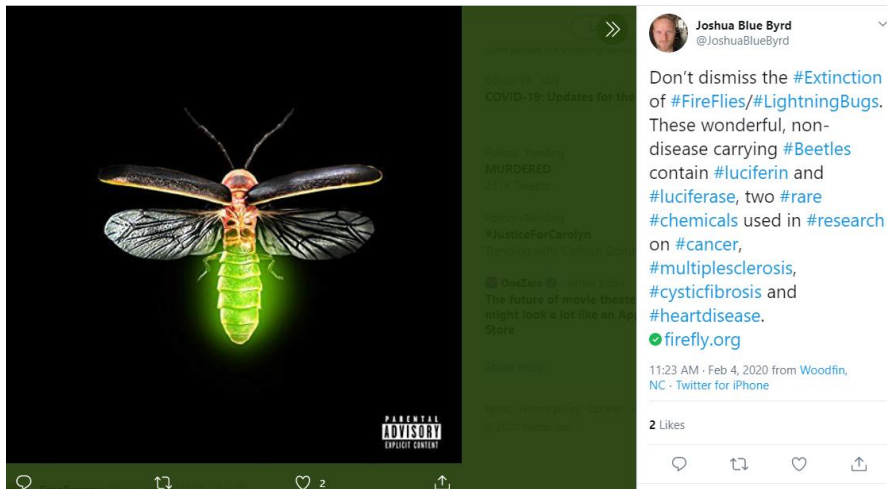 PARENTAL
ADVISORY
EXPLICIT CONTENT
2
COVID-19: Updates for the
MURDERED
#JusticeForCarolyn
OneZero
The future of movie theate
might look a lot like an Ap
Store
Joshua Blue Byrd
@JoshuaBlueByrd
Don’t dismiss the #Extinction
of #FireFlies/#LightningBugs.
These wonderful, non-
disease carrying #Beetles
contain #luciferin and
#luciferase, two #rare
#chemicals used in #research
on #cancer,
#multiplesclerosis,
#cysticfibrosis and
#heartdisease.
firefly.org
11:23 AM · Feb 4, 2020 from Woodfin,
NC · Twitter for iPhone
2 Likes